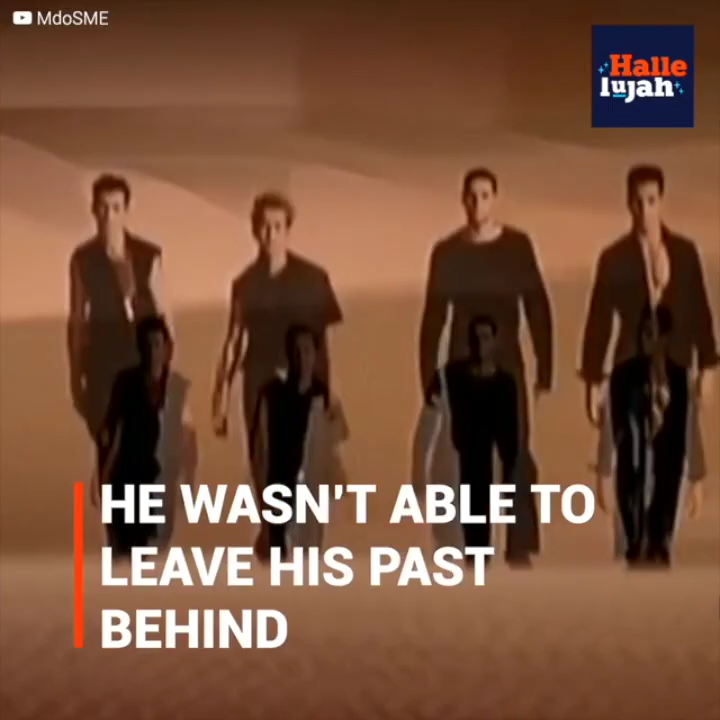 MdoSME
Halle
lujah
HE WASN'T ABLE TO
LEAVE HIS PAST
BEHIND